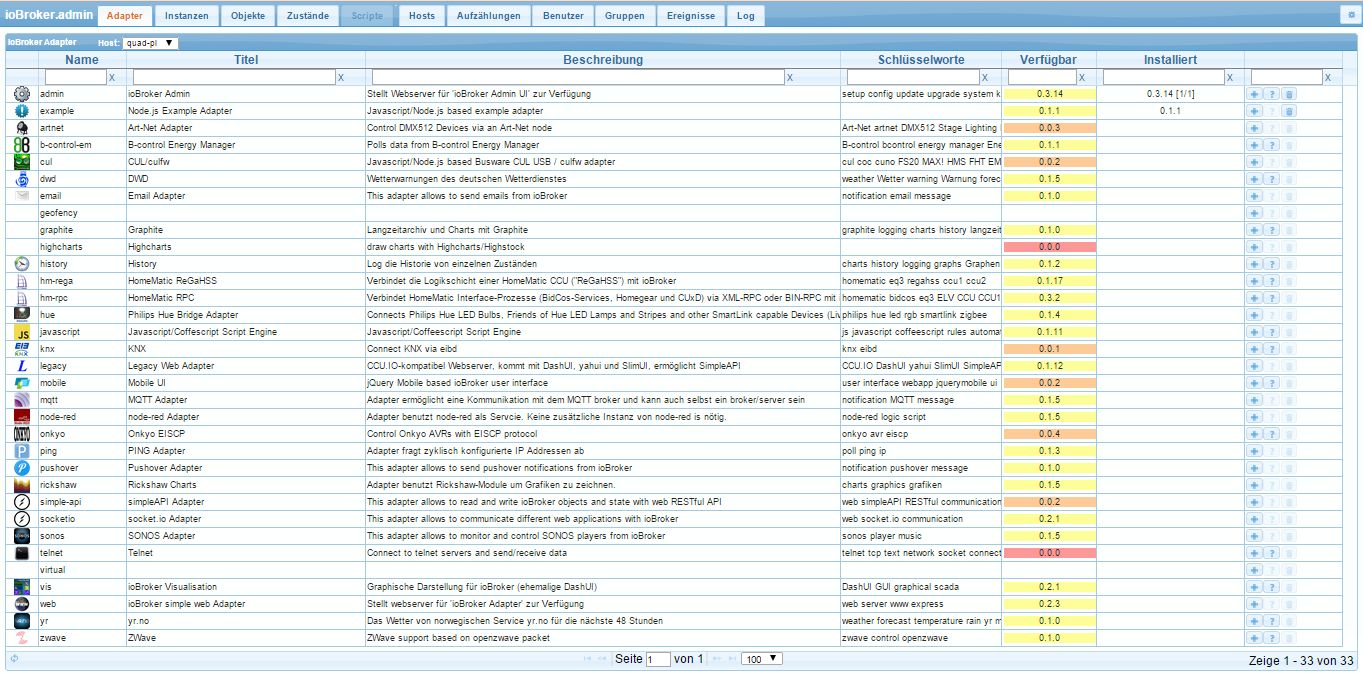 ioBroker.admin Adapter Instanzen Objekte Zustände Scripte Hosts Aufzählungen Benutzer Gruppen Ereignisse Log
ioBroker Adapter Host: quad-pi
Name Titel Beschreibung Schlüsselworte Verfügbar Installiert
X X X X X X X
admin ioBroker Admin Stellt Webserver für 'ioBroker Admin UI' zur Verfügung setup config update upgrade system k 0.3.14 0.3.14 [1/1]
example Node.js Example Adapter Javascript/Node.js based example adapter 0.1.1 0.1.1
artnet Art-Net Adapter Control DMX512 Devices via an Art-Net node Art-Net artnet DMX512 Stage Lighting 0.0.3
b-control-em B-control Energy Manager Polls data from B-control Energy Manager B-control bcontrol energy manager Ene 0.1.1
cul CUL/culfw Javascript/Node.js based Busware CUL USB / culfw adapter cul coc cuno FS20 MAX! HMS FHT EM 0.0.2
dwd DWD Wetterwarnungen des deutschen Wetterdienstes weather Wetter warning Warnung forec 0.1.5
email Email Adapter This adapter allows to send emails from ioBroker notification email message 0.1.0
geofency
graphite Graphite Langzeitarchiv und Charts mit Graphite graphite logging charts history langzeit 0.1.0
highcharts Highcharts draw charts with Highcharts/Highstock 0.0.0
history History Log die Historie von einzelnen Zuständen charts history logging graphs Graphen 0.1.2
hm-rega HomeMatic ReGaHSS Verbindet die Logikschicht einer HomeMatic CCU ("ReGaHSS") mit ioBroker homematic eq3 regahss ccu1 ccu2 0.1.17
hm-rpc HomeMatic RPC Verbindet HomeMatic Interface-Prozesse (BidCos-Services, Homegear und CUxD) via XML-RPC oder BIN-RPC mit homematic bidcos eq3 ELV CCU CCU1 0.3.2
hue Philips Hue Bridge Adapter Connects Philips Hue LED Bulbs, Friends of Hue LED Lamps and Stripes and other SmartLink capable Devices (Liv philips hue led rgb smartlink zigbee 0.1.4
JS javascript Javascript/Coffescript Script Engine Javascript/Coffeescript Script Engine js javascript coffeescript rules automat 0.1.11
EIB KNX knx KNX Connect KNX via eibd knx eibd 0.0.1
L legacy Legacy Web Adapter CCU.IO-kompatibel Webserver, kommt mit DashUI, yahui und SlimUI, ermöglicht SimpleAPI CCU.IO DashUI yahui SlimUI SimpleAP 0.1.12
mobile Mobile UI jQuery Mobile based ioBroker user interface user interface webapp jquerymobile ui 0.0.2
mqtt MQTT Adapter Adapter ermöglicht eine Kommunikation mit dem MQTT broker und kann auch selbst ein broker/server sein notification MQTT message 0.1.5
node-red node-red Adapter Adapter benutzt node-red als Servcie. Keine zusätzliche Instanz von node-red is nötig. node-red logic script 0.1.5
ONKYO onkyo Onkyo EISCP Control Onkyo AVRs with EISCP protocol onkyo avr eiscp 0.0.4
P ping PING Adapter Adapter fragt zyklisch konfigurierte IP Addressen ab poll ping ip 0.1.3
pushover Pushover Adapter This adapter allows to send pushover notifications from ioBroker notification pushover message 0.1.0
rickshaw Rickshaw Charts Adapter benutzt Rickshaw-Module um Grafiken zu zeichnen. charts graphics grafiken 0.1.5
simple-api simpleAPI Adapter This adapter allows to read and write ioBroker objects and state with web RESTful API web simpleAPI RESTful communication 0.0.2
socketio socket.io Adapter This adapter allows to communicate different web applications with ioBroker web socket.io communication 0.2.1
SONOS sonos SONOS Adapter This adapter allows to monitor and control SONOS players from ioBroker sonos player music 0.1.5
telnet Telnet Connect to telnet servers and send/receive data telnet tcp text network socket connect 0.0.0
virtual
vis ioBroker Visualisation Graphische Darstellung für ioBroker (ehemalige DashUI) DashUI GUI graphical scada 0.2.1
www web ioBroker simple web Adapter Stellt webserver für 'ioBroker Adapter' zur Verfügung web server www express 0.2.3
yr yr.no Das Wetter von norwegischen Service yr.no für die nächste 48 Stunden weather forecast temperature rain yr m 0.1.0
zwave ZWave ZWave support based on openzwave packet zwave control openzwave 0.1.0
Seite 1 von 1 100 Zeige 1 - 33 von 33